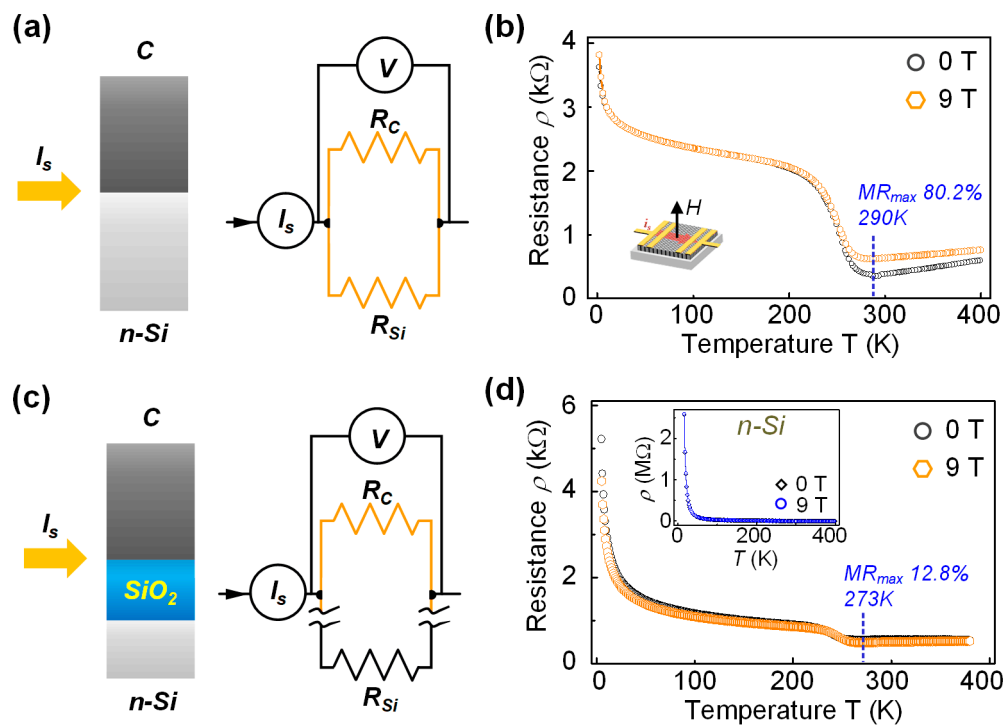 (a)
C
I_s
n-Si
V
R_C
I_s
R_Si
(b)
Resistance ρ (kΩ)
4
3
2
1
0
0 T
9 T
MR_max 80.2%
290K
H
i_s
0 100 200 300 400
Temperature T (K)
(c)
C
I_s
SiO_2
n-Si
V
R_C
I_s
R_Si
(d)
Resistance ρ (kΩ)
6
4
2
0
n-Si
ρ (MΩ)
2
1
0
0 T
9 T
0 100 200 300 400
T (K)
0 T
9 T
MR_max 12.8%
273K
0 100 200 300 400
Temperature T (K)